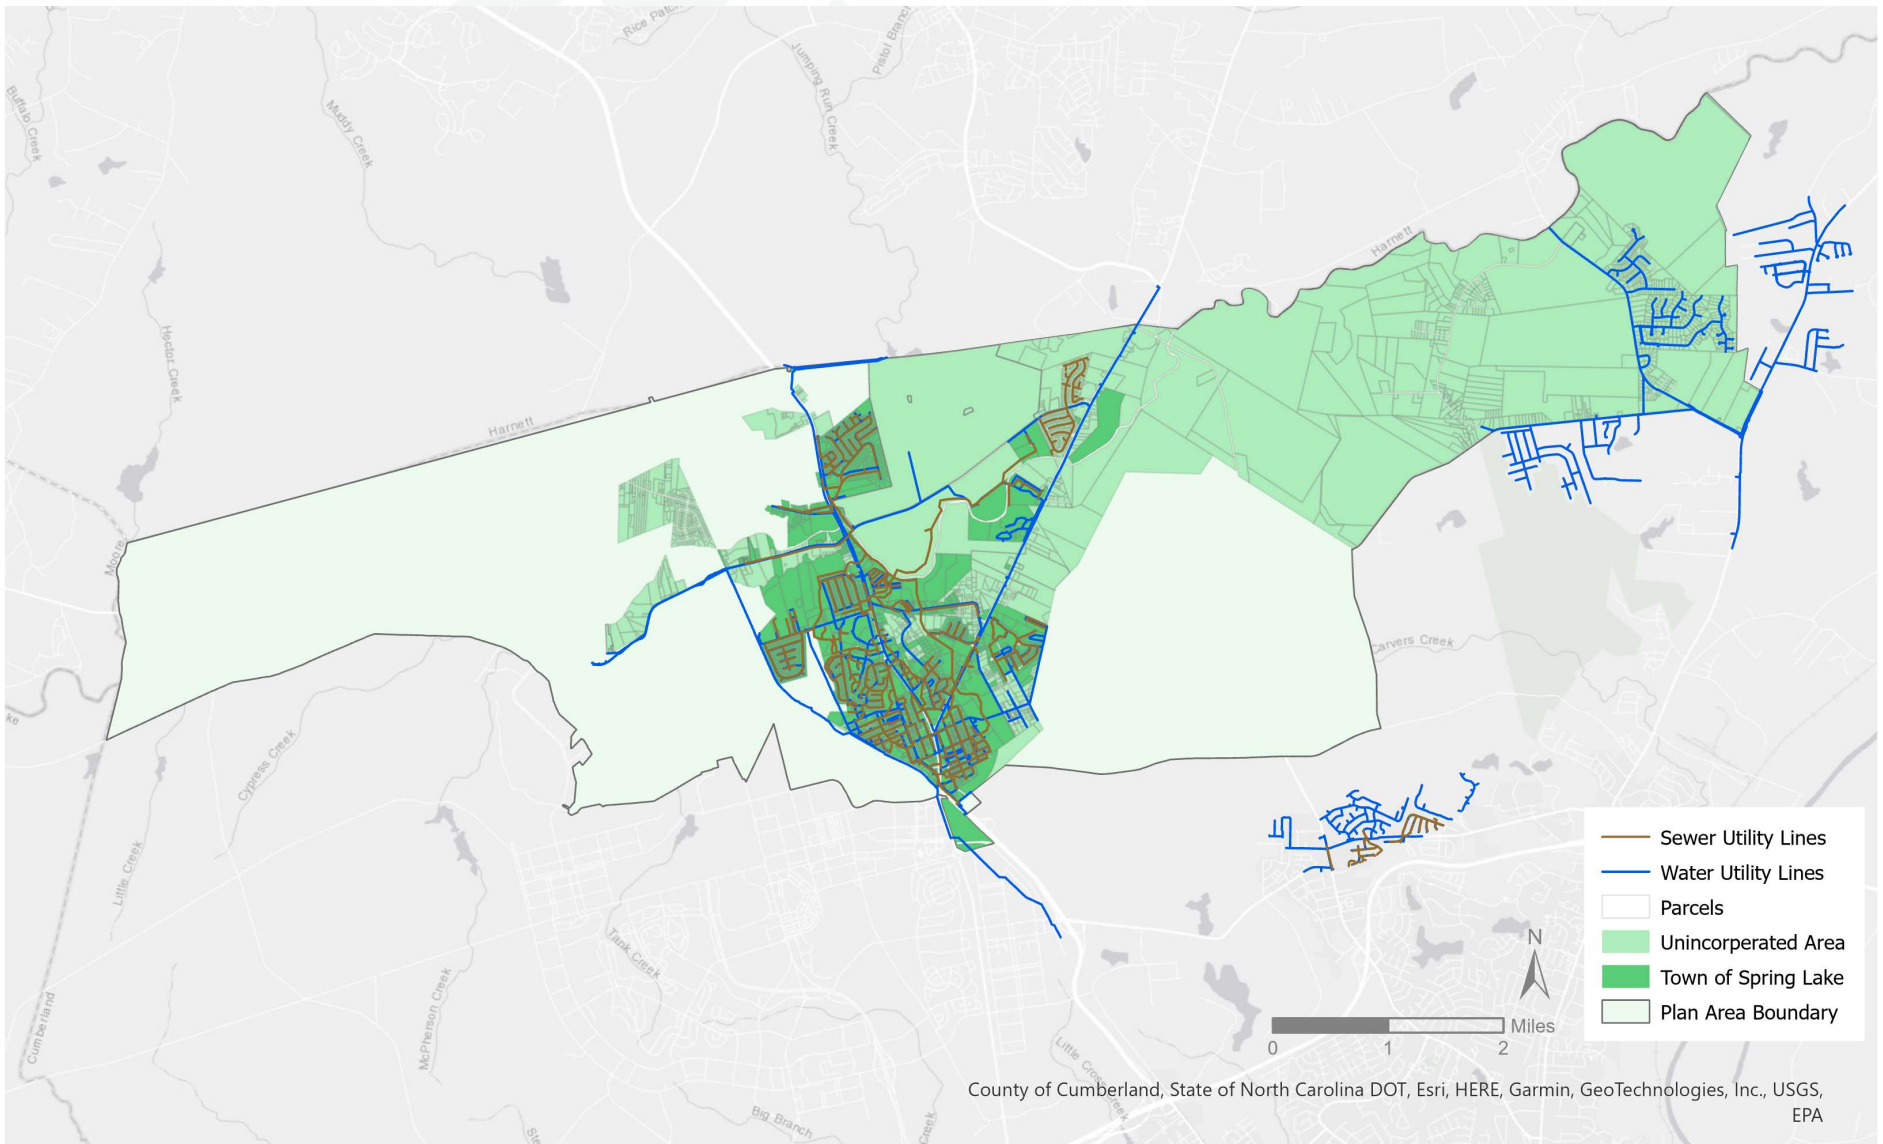 Rice Patch
Pistol Branch
Jumping Run Creek
Buffalo Creek
Muddy Creek
Harnett
Hector Creek
Harnett
Moore
Carvers Creek
Cypress Creek
Little Creek
Tank Creek
McPherson Creek
Cumberland
Little Cross Creek
Big Branch
Creek
Sewer Utility Lines
Water Utility Lines
Parcels
Unincorperated Area
Town of Spring Lake
Plan Area Boundary
N
Miles
0 1 2
County of Cumberland, State of North Carolina DOT, Esri, HERE, Garmin, GeoTechnologies, Inc., USGS,
EPA